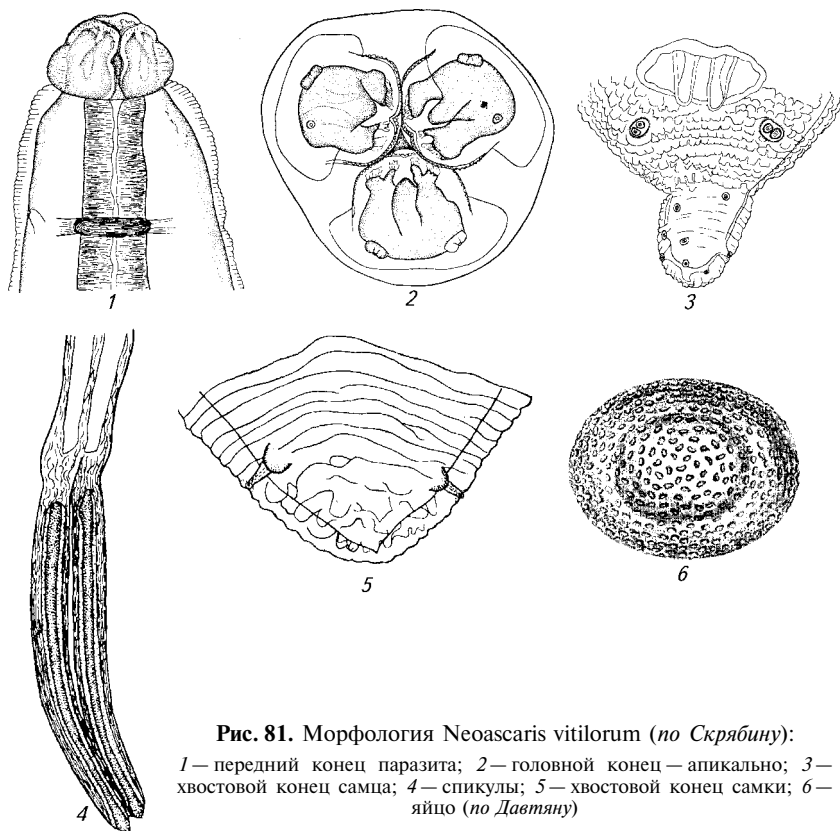 1
2
3
4
5
6
Рис. 81. Морфология Neoascaris vitilorum (по Скрябину):
1 — передний конец паразита; 2 — головной конец — апикально; 3 —
хвостовой конец самца; 4 — спикулы; 5 — хвостовой конец самки; 6 —
яйцо (по Давтяну)